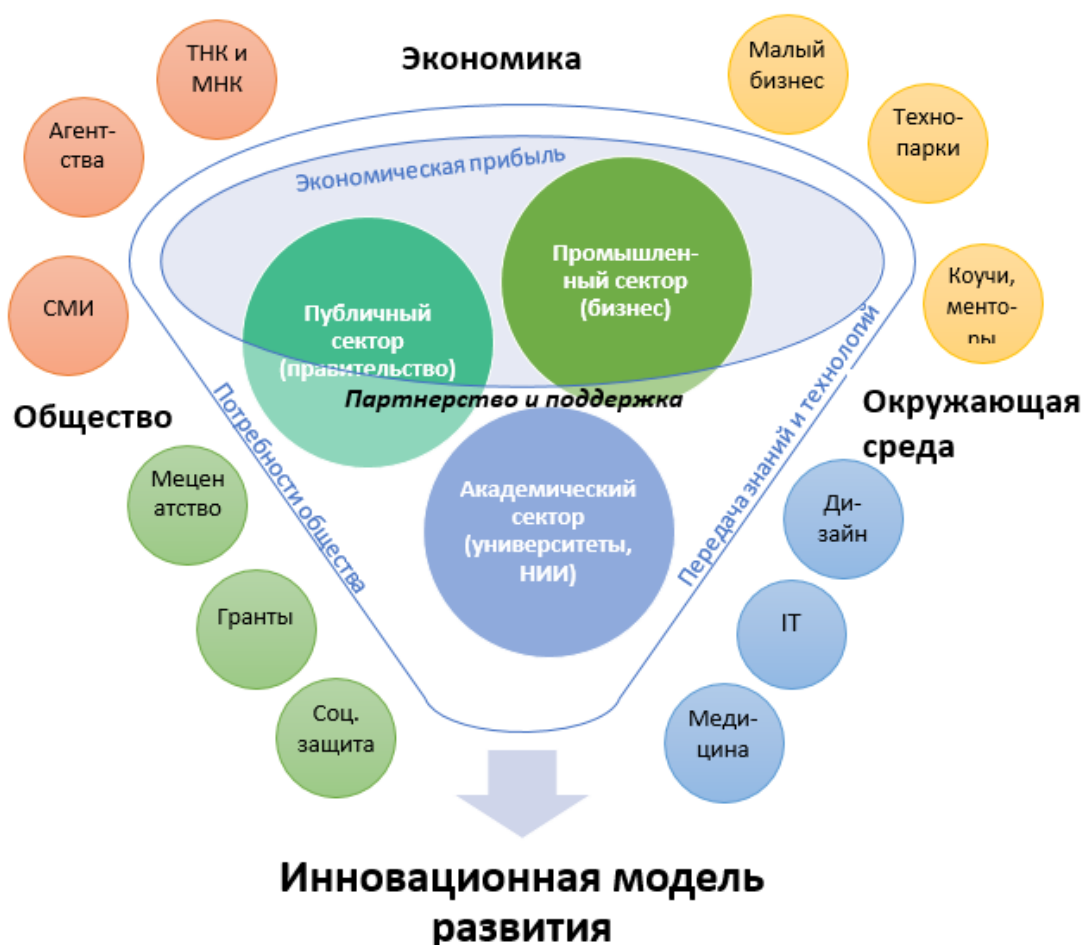 Экономика
ТНК и
МНК
Агент-
ства
СМИ
Малый
бизнес
Техно-
парки
Коучи,
менто-
ры
Экономическая прибыль
Промышлен-
ный сектор
(бизнес)
Публичный
сектор
(правительство)
Партнерство и поддержка
Общество
Окружающая
среда
Потребности общества
Передача знаний и технологий
Академический
сектор
(университеты,
НИИ)
Мецен
атство
Гранты
Соц.
защита
Ди-
зайн
IT
Меди-
цина
Инновационная модель
развития